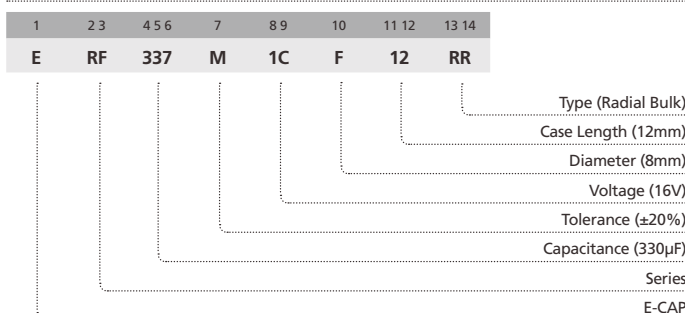 1 2 3 4 5 6 7 8 9 10 11 12 13 14
E RF 337 M 1C F 12 RR
Type (Radial Bulk)
Case Length (12mm)
Diameter (8mm)
Voltage (16V)
Tolerance (±20%)
Capacitance (330µF)
Series
E-CAP